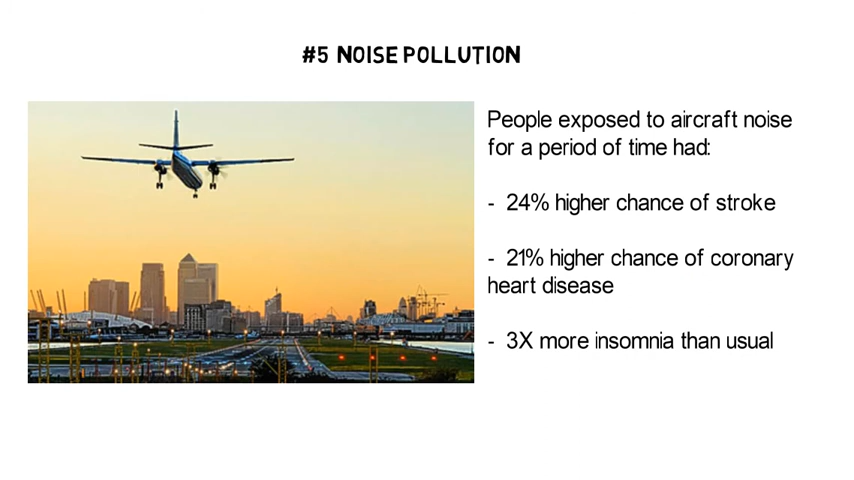 #5 NOISE POLLUTION
People exposed to aircraft noise
for a period of time had:
- 24% higher chance of stroke
- 21% higher chance of coronary
heart disease
- 3X more insomnia than usual